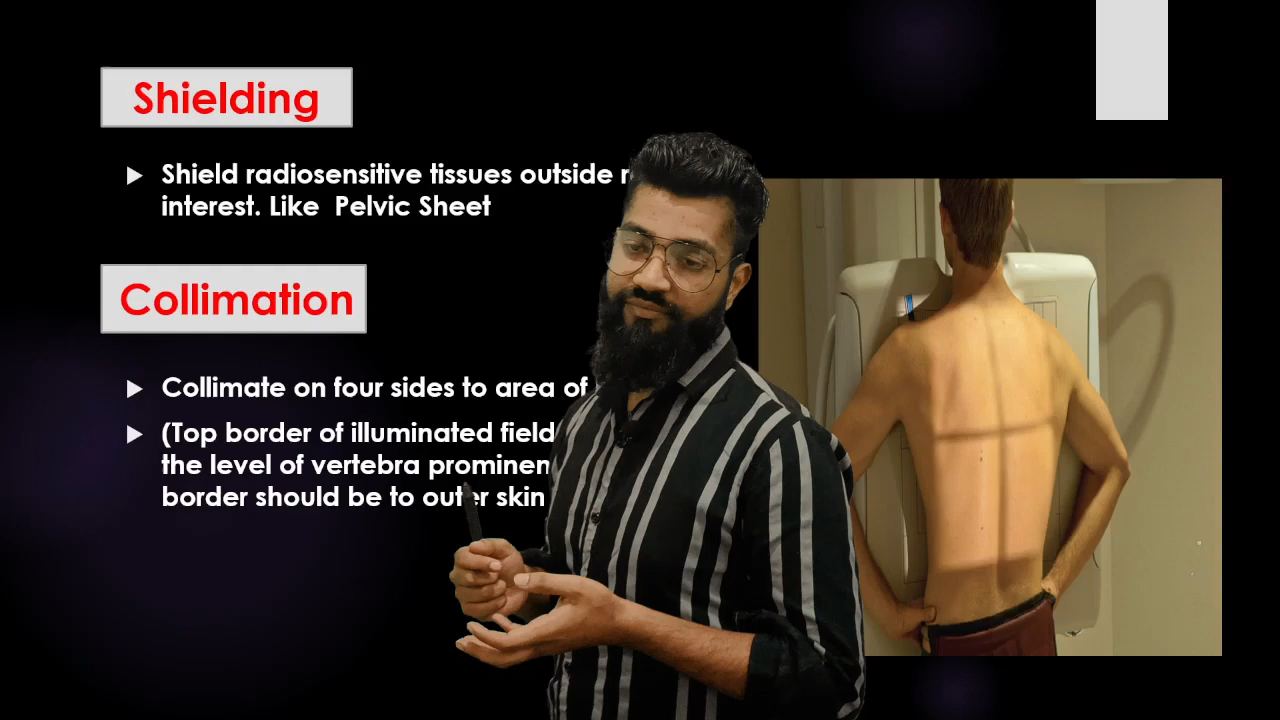 Shielding
Shield radiosensitive tissues outside
interest. Like Pelvic Sheet
Collimation
Collimate on four sides to area of
(Top border of illuminated field
the level of vertebra
border should be to outer skin